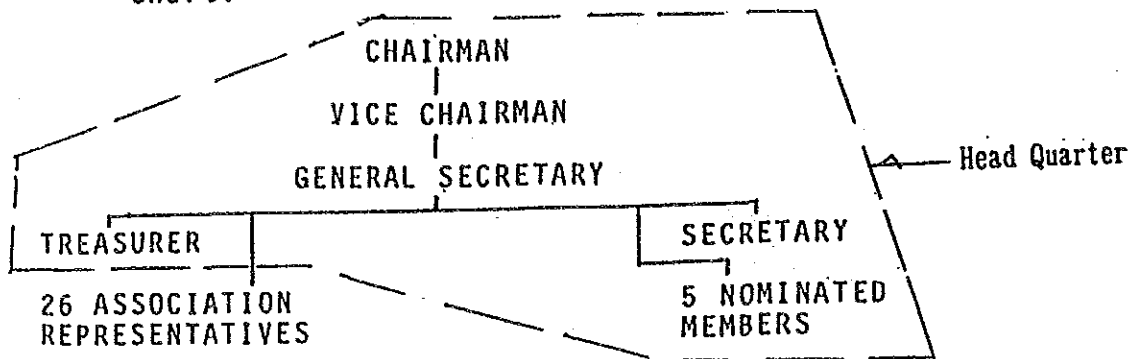 CHAIRMAN
VICE CHAIRMAN
Head Quarter
GENERAL SECRETARY
TREASURER
SECRETARY
26 ASSOCIATION
REPRESENTATIVES
5 NOMINATED
MEMBERS